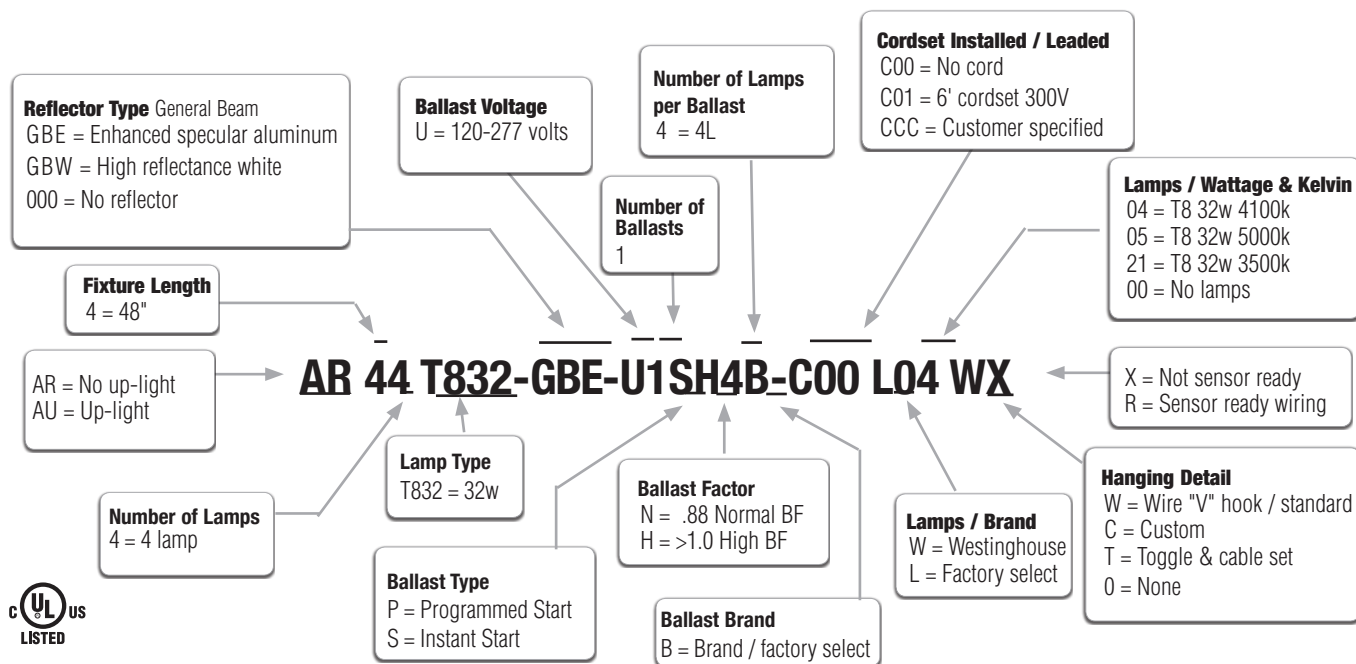 Reflector Type General Beam
GBE = Enhanced specular aluminum
GBW = High reflectance white
000 = No reflector
Ballast Voltage
U = 120-277 volts
Number of Lamps
per Ballast
4 = 4L
Cordset Installed / Leaded
C00 = No cord
C01 = 6' cordset 300V
CCC = Customer specified
Number of
Ballasts
1
Lamps / Wattage & Kelvin
04 = T8 32w 4100k
05 = T8 32w 5000k
21 = T8 32w 3500k
00 = No lamps
Fixture Length
4 = 48"
AR = No up-light
AU = Up-light
AR 44 T832-GBE-U1SH4B-C00 L04 WX
X = Not sensor ready
R = Sensor ready wiring
Number of Lamps
4 = 4 lamp
Lamp Type
T832 = 32w
Ballast Type
P = Programmed Start
S = Instant Start
Ballast Factor
N = .88 Normal BF
H = >1.0 High BF
Ballast Brand
B = Brand / factory select
Lamps / Brand
W = Westinghouse
L = Factory select
Hanging Detail
W = Wire "V" hook / standard
C = Custom
T = Toggle & cable set
0 = None
C UL US
LISTED